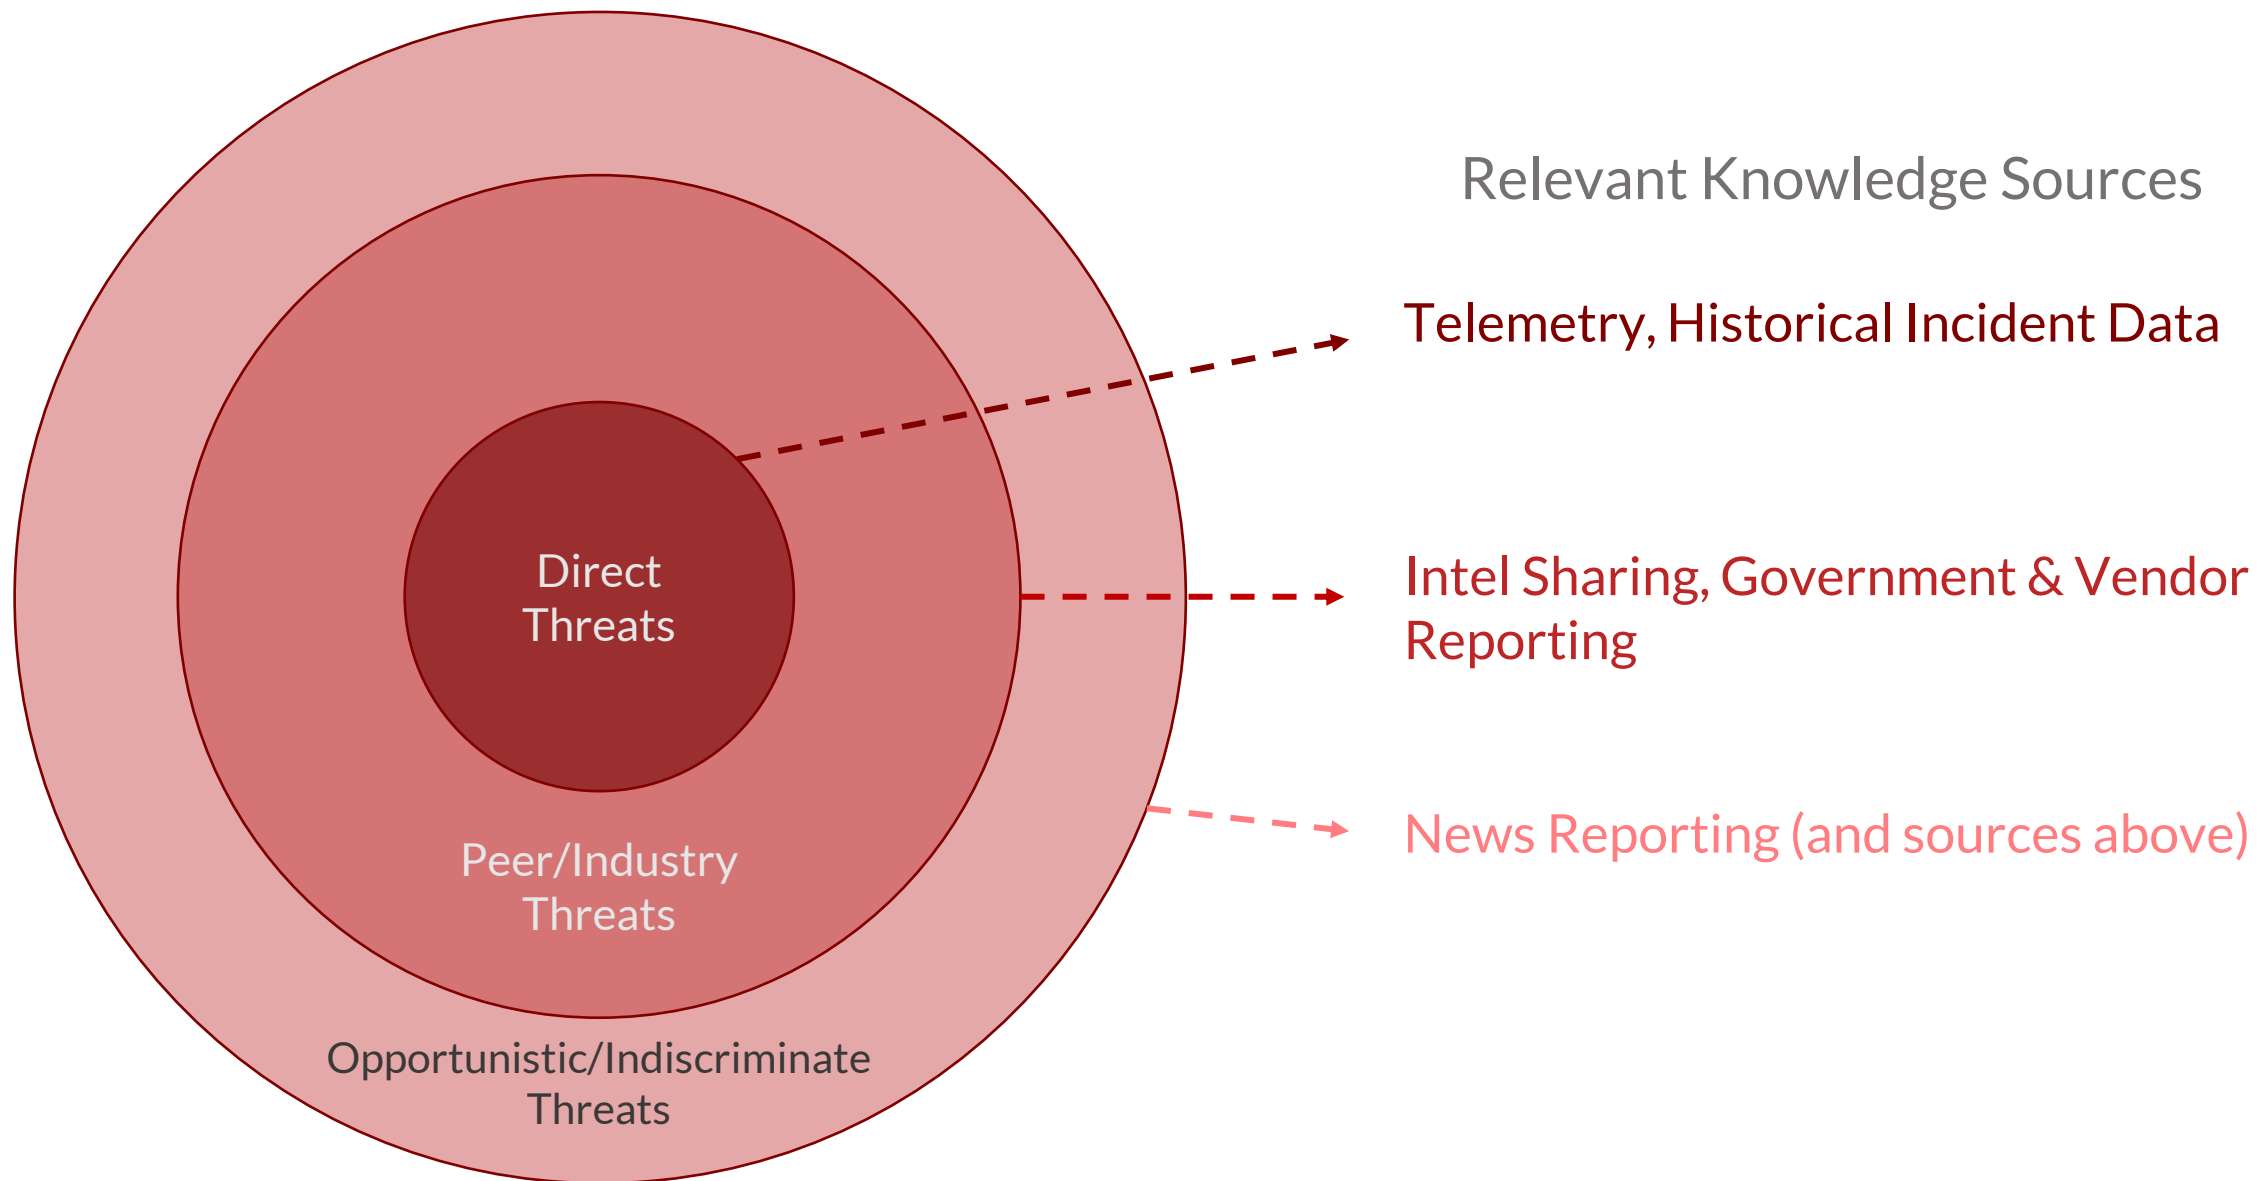 Relevant Knowledge Sources
Telemetry, Historical Incident Data
Direct
Threats
Intel Sharing, Government & Vendor
Reporting
Peer/Industry
Threats
News Reporting (and sources above)
Opportunistic/Indiscriminate
Threats